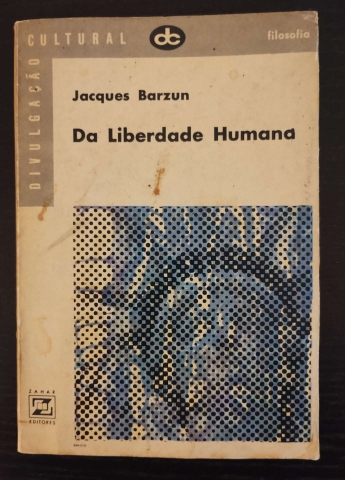 DIVULGAÇÃO
CULTURAL
dc
filosofia
Jacques Barzun
Da Liberdade Humana
ZAHAR
EDITORES